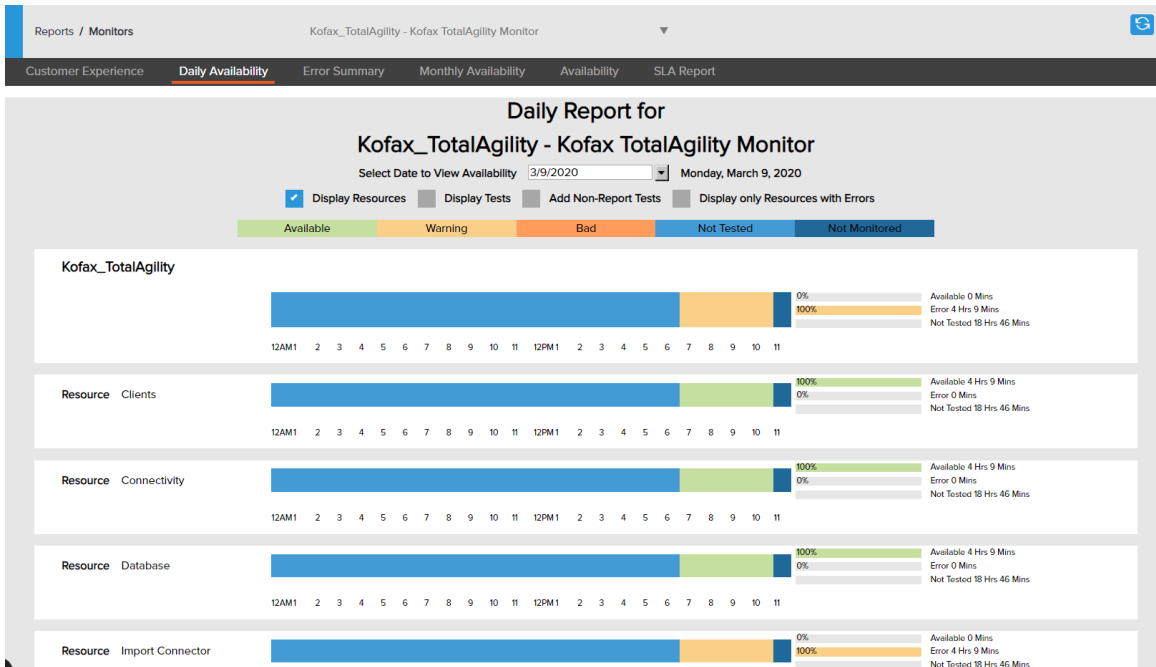 Reports / Monitors Kofax_TotalAgility - Kofax TotalAgility Monitor
Customer Experience Daily Availability Error Summary Monthly Availability Availability SLA Report
Daily Report for
Kofax_TotalAgility - Kofax TotalAgility Monitor
Select Date to View Availability 3/9/2020 Monday, March 9, 2020
Display Resources Display Tests Add Non-Report Tests Display only Resources with Errors
Available Warning Bad Not Tested Not Monitored
Kofax_TotalAgility
0% Available 0 Mins
100% Error 4 Hrs 9 Mins
Not Tested 18 Hrs 46 Mins
12AM1 2 3 4 5 6 7 8 9 10 11 12PM1 2 3 4 5 6 7 8 9 10 11
100% Available 4 Hrs 9 Mins
Resource Clients 0% Error 0 Mins
Not Tested 18 Hrs 46 Mins
12AM1 2 3 4 5 6 7 8 9 10 11 12PM1 2 3 4 5 6 7 8 9 10 11
100% Available 4 Hrs 9 Mins
Resource Connectivity 0% Error 0 Mins
Not Tested 18 Hrs 46 Mins
12AM1 2 3 4 5 6 7 8 9 10 11 12PM1 2 3 4 5 6 7 8 9 10 11
100% Available 4 Hrs 9 Mins
Resource Database 0% Error 0 Mins
Not Tested 18 Hrs 46 Mins
12AM1 2 3 4 5 6 7 8 9 10 11 12PM1 2 3 4 5 6 7 8 9 10 11
0% Available 0 Mins
Resource Import Connector 100% Error 4 Hrs 9 Mins
Not Tested 18 Hrs 46 Mins